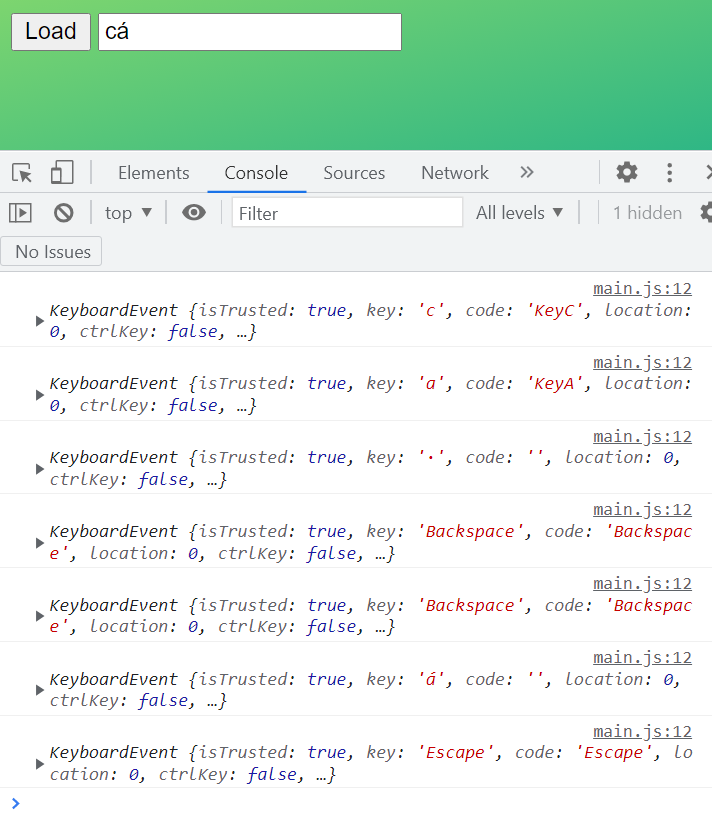 Load cá
Elements Console Sources Network »
top ▼ Filter All levels ▼ 1 hidden
No Issues
main.js:12
KeyboardEvent {isTrusted: true, key: 'c', code: 'KeyC', location:
0, ctrlKey: false, …}
main.js:12
KeyboardEvent {isTrusted: true, key: 'a', code: 'KeyA', location:
0, ctrlKey: false, …}
main.js:12
KeyboardEvent {isTrusted: true, key: '·', code: '', location: 0,
ctrlKey: false, …}
main.js:12
KeyboardEvent {isTrusted: true, key: 'Backspace', code: 'Backspac
e', location: 0, ctrlKey: false, …}
main.js:12
KeyboardEvent {isTrusted: true, key: 'Backspace', code: 'Backspac
e', location: 0, ctrlKey: false, …}
main.js:12
KeyboardEvent {isTrusted: true, key: 'á', code: '', location: 0,
ctrlKey: false, …}
main.js:12
KeyboardEvent {isTrusted: true, key: 'Escape', code: 'Escape', lo
cation: 0, ctrlKey: false, …}